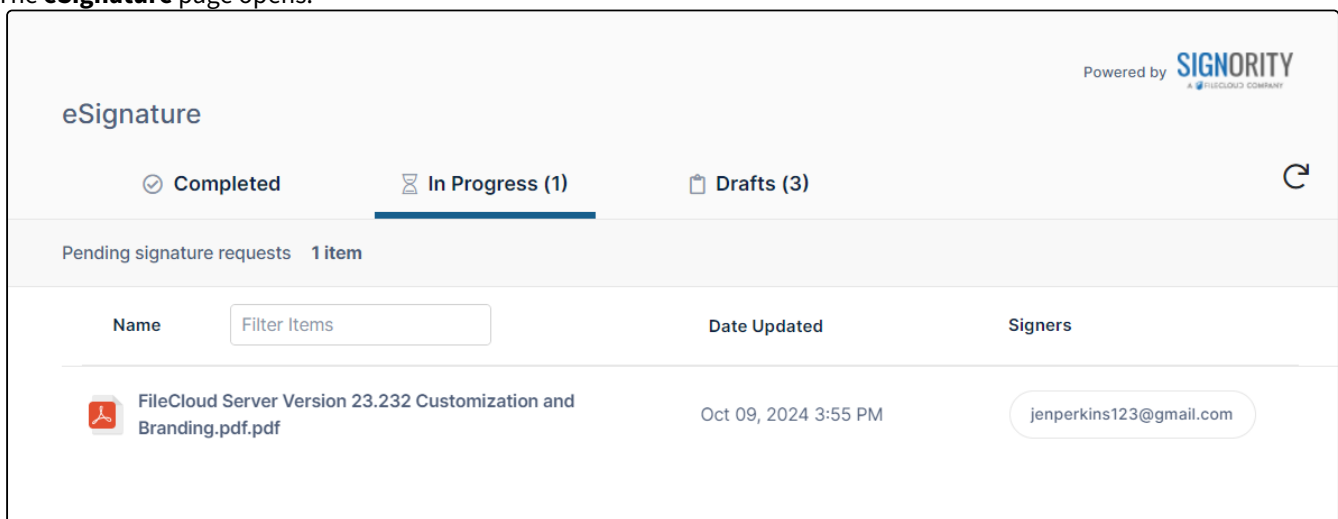 The eSignature page opens.
Powered by SIGNORITY
A FILECLOUD COMPANY
eSignature
Completed
In Progress (1)
Drafts (3)
Pending signature requests 1 item
Name
Filter Items
Date Updated
Signers
FileCloud Server Version 23.232 Customization and
Branding.pdf.pdf
Oct 09, 2024 3:55 PM
jenperkins123@gmail.com